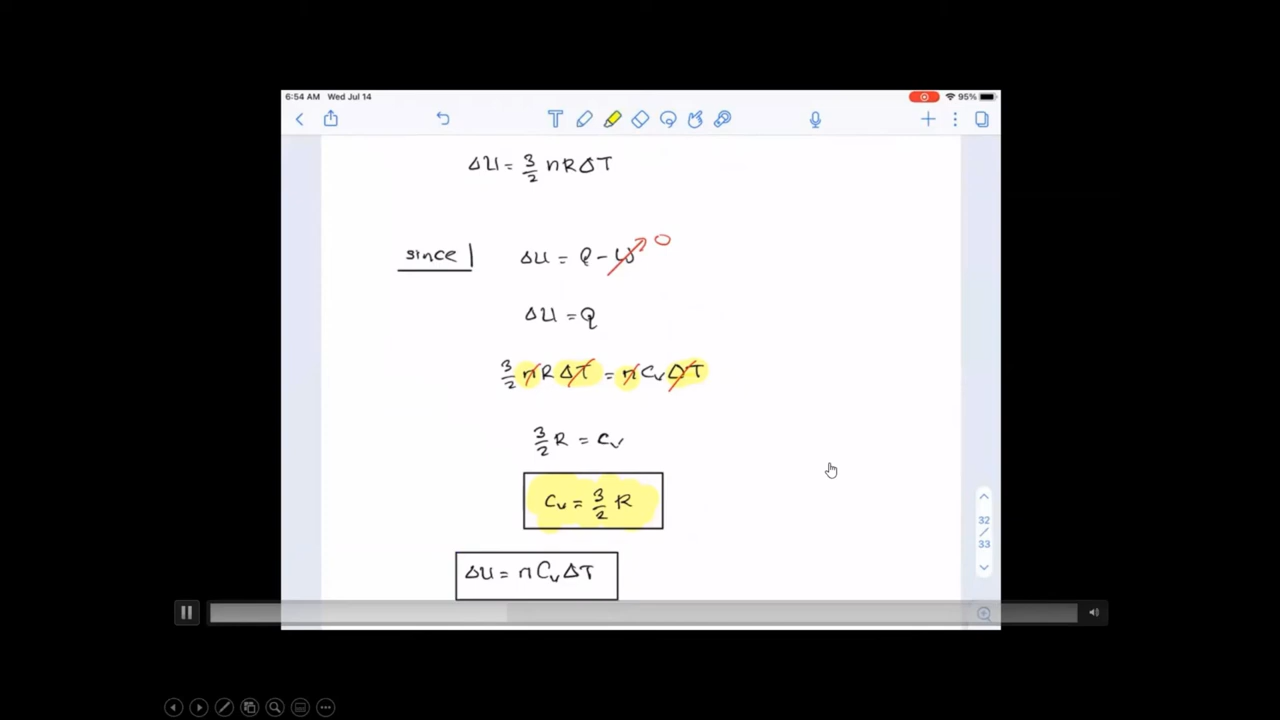 6:54 AM Wed Jul 14
95%
ΔU = 3/2 nRΔT
since ΔU = Q - W 0
ΔU = Q
3/2 nRΔT = nCvΔT
3/2 R = Cv
Cv = 3/2 R
ΔU = nCvΔT
32
/
33